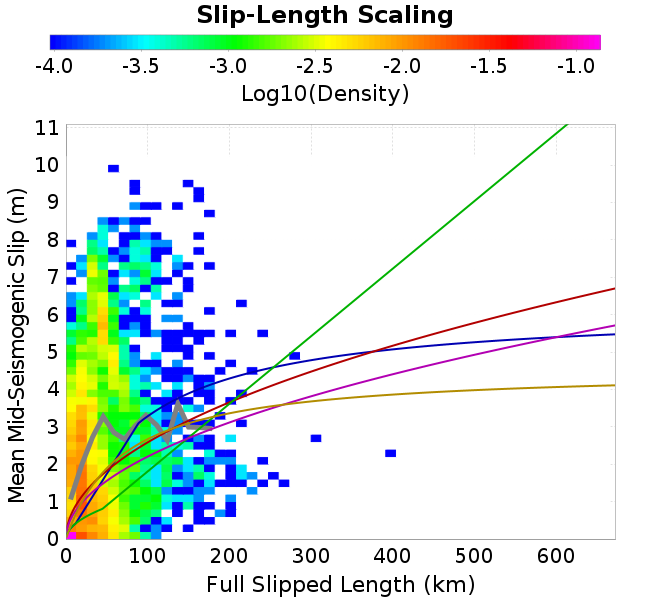 Slip-Length Scaling
-4.0 -3.5 -3.0 -2.5 -2.0 -1.5 -1.0
Log10(Density)
Mean Mid-Seismogenic Slip (m)
11
10
9
8
7
6
5
4
3
2
1
0
0 100 200 300 400 500 600
Full Slipped Length (km)